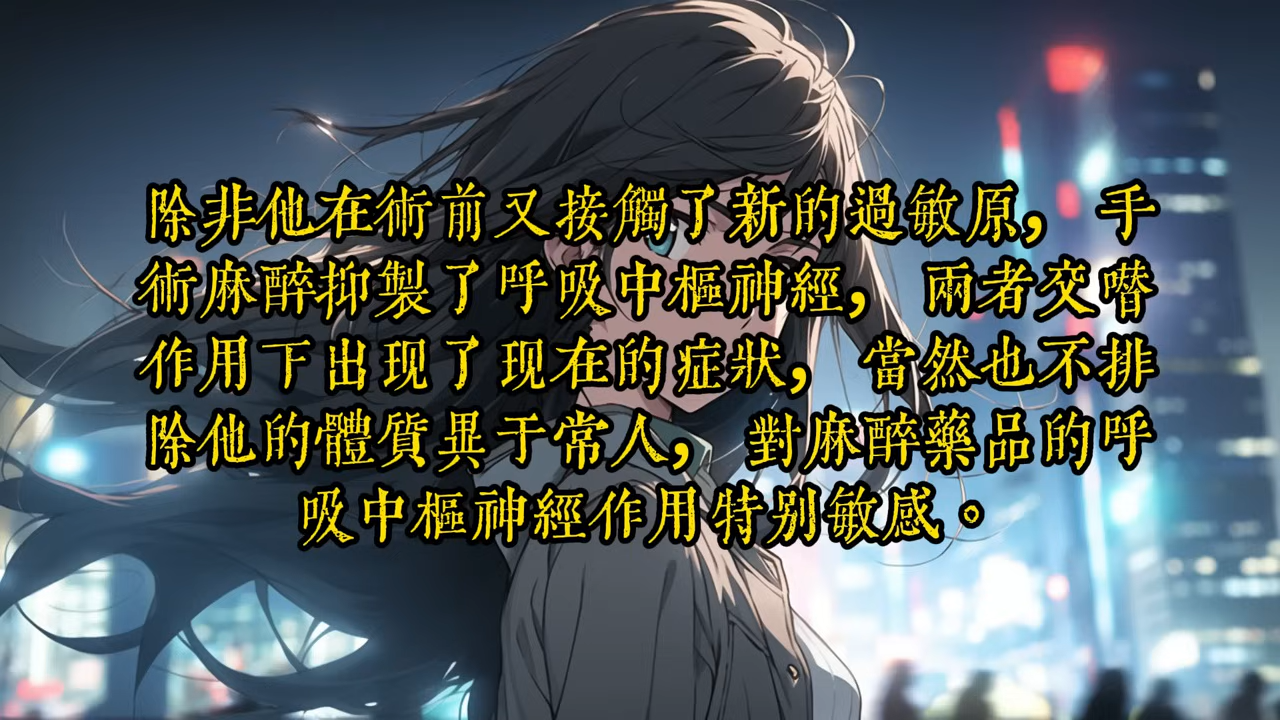 除非他在術前又接觸了新的過敏原，手
術麻醉抑製了呼吸中樞神經，兩者交嘈
作用下出现了现在的症狀，當然也不排
除他的體質異于常人，對麻醉藥品的呼
吸中樞神經作用特別敏感。